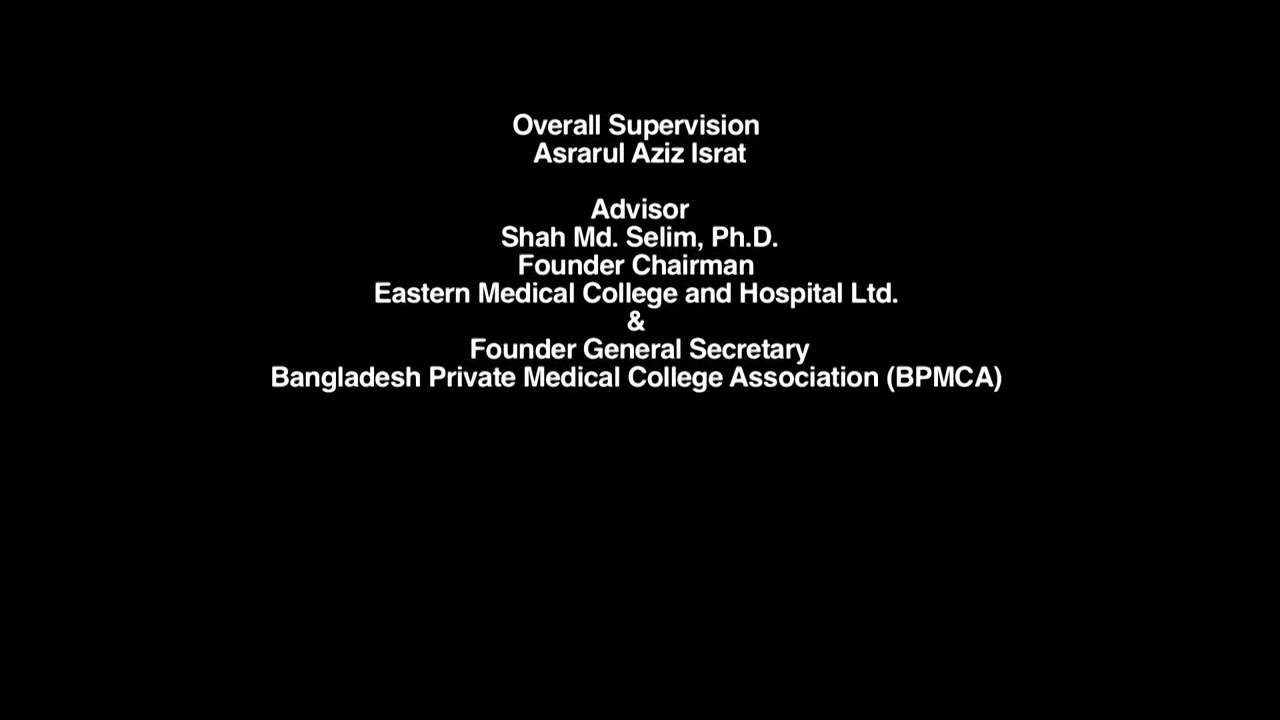 Overall Supervision
Asrarul Aziz Israt
Advisor
Shah Md. Selim, Ph.D.
Founder Chairman
Eastern Medical College and Hospital Ltd.
&
Founder General Secretary
Bangladesh Private Medical College Association (BPMCA)